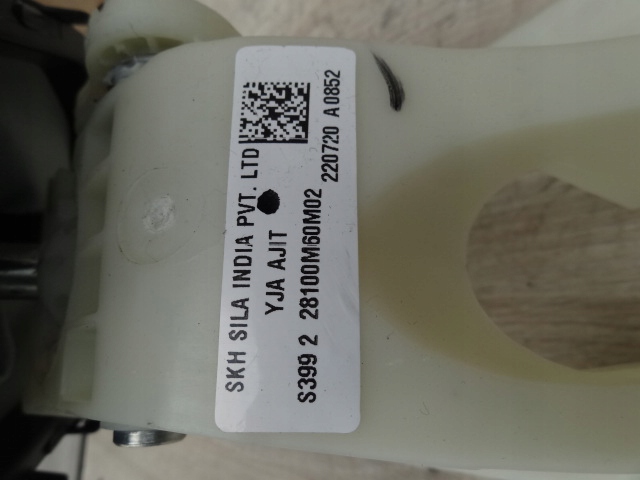 SKH SILA INDIA PVT. LTD
YJA AJIT
S399 2 28100M60M02
220720 A0852